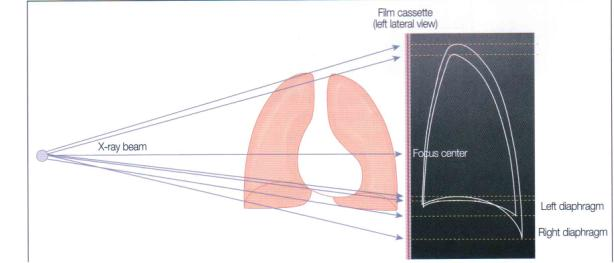 Film cassette
(left lateral view)
X-ray beam
Focus center
Left diaphragm
Right diaphragm